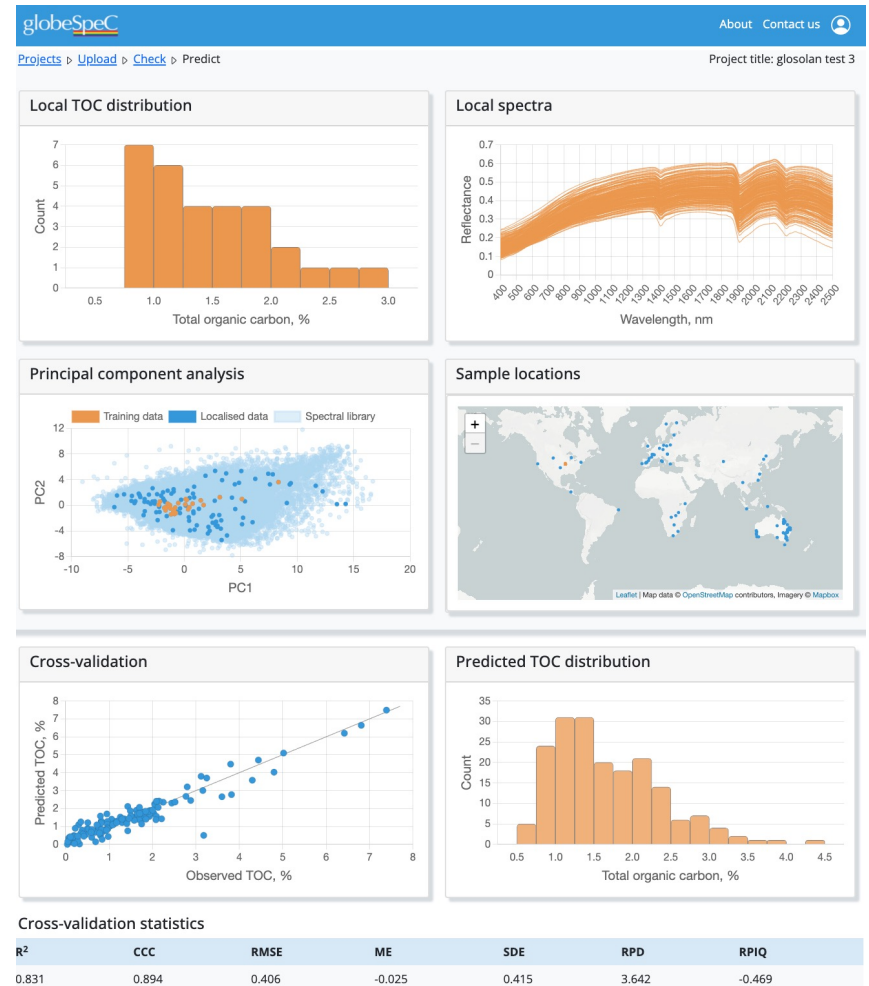 globeSpeC
About Contact us
Projects ▷ Upload ▷ Check ▷ Predict
Project title: glosolan test 3
Local TOC distribution
7
6
5
4
3
2
1
0
Count
0.5 1.0 1.5 2.0 2.5 3.0
Total organic carbon, %
Local spectra
0.7
0.6
0.5
0.4
0.3
0.2
0.1
0
Reflectance
400 500 600 700 800 900 1000 1100 1200 1300 1400 1500 1600 1700 1800 1900 2000 2100 2200 2300 2400 2500
Wavelength, nm
Principal component analysis
Training data Localised data Spectral library
12
8
4
0
-4
-8
PC2
-10 -5 0 5 10 15 20
PC1
Sample locations
+
−
Leaflet | Map data © OpenStreetMap contributors, Imagery © Mapbox
Cross-validation
8
7
6
5
4
3
2
1
0
Predicted TOC, %
0 1 2 3 4 5 6 7 8
Observed TOC, %
Predicted TOC distribution
35
30
25
20
15
10
5
0
Count
0.5 1.0 1.5 2.0 2.5 3.0 3.5 4.0 4.5
Total organic carbon, %
Cross-validation statistics
R² CCC RMSE ME SDE RPD RPIQ
0.831 0.894 0.406 -0.025 0.415 3.642 -0.469